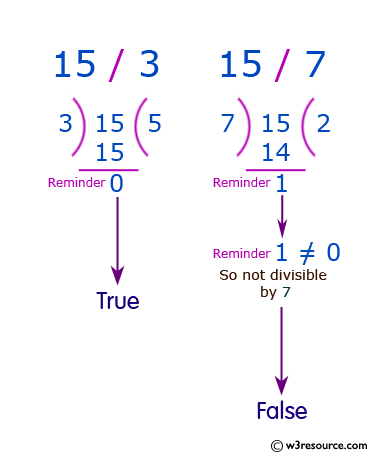 15 / 3
3 ) 15 ( 5
15
Reminder 0
True
15 / 7
7 ) 15 ( 2
14
Reminder 1
Reminder 1 ≠ 0
So not divisible
by 7
False
© w3resource.com